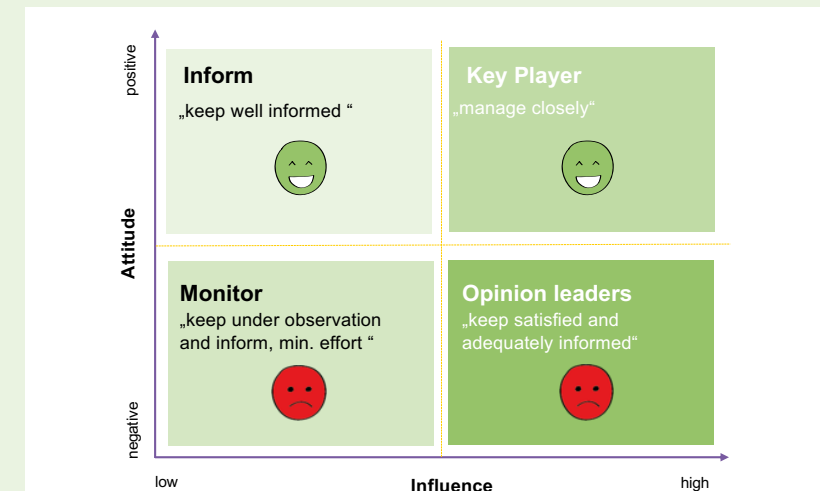 positive
Inform
„keep well informed “
Key Player
„manage closely“
Attitude
Monitor
„keep under observation
and inform, min. effort “
Opinion leaders
„keep satisfied and
adequately informed“
negative
low
Influence
high